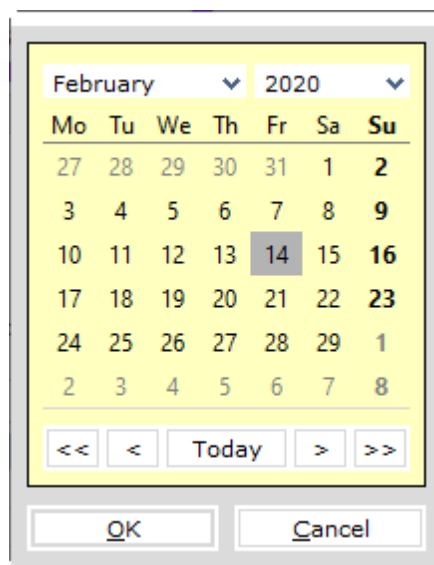 February 2020
Mo Tu We Th Fr Sa Su
27 28 29 30 31 1 2
3 4 5 6 7 8 9
10 11 12 13 14 15 16
17 18 19 20 21 22 23
24 25 26 27 28 29 1
2 3 4 5 6 7 8
<< < Today > >>
OK Cancel